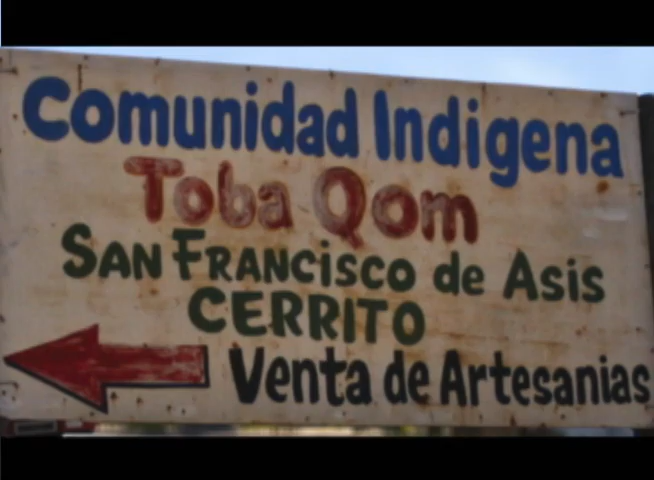 Comunidad Indigena
Toba Qom
SAN FRANCISCO de Asis
CERRITO
Venta de Artesanias